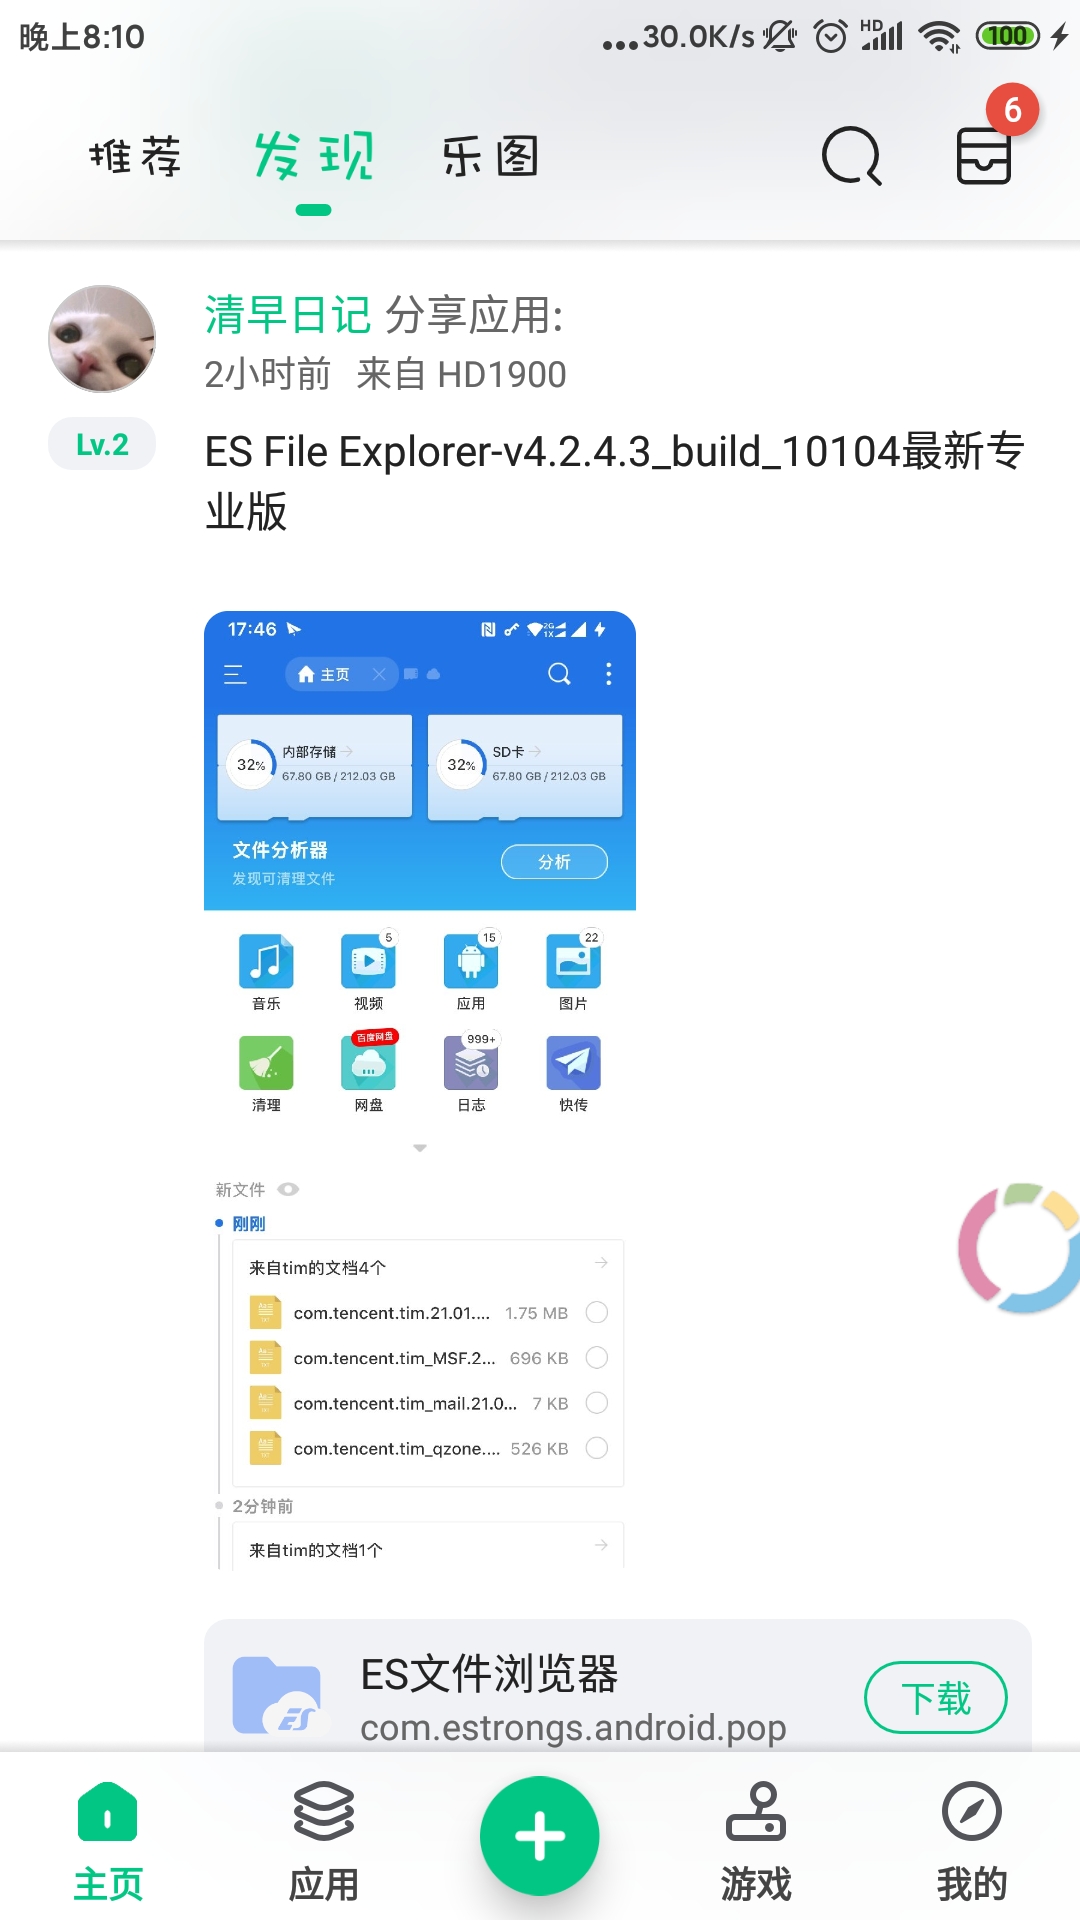 晚上8:10
...30.0K/s HD 100
6
推荐 发现 乐图
清早日记 分享应用:
2小时前 来自 HD1900
Lv.2
ES File Explorer-v4.2.4.3_build_10104最新专
业版
17:46
2G
1X
主页
内部存储
32%
67.80 GB / 212.03 GB
SD卡
32%
67.80 GB / 212.03 GB
文件分析器
发现可清理文件
分析
5 15 22
音乐 视频 应用 图片
百度网盘 999+
清理 网盘 日志 快传
新文件
刚刚
来自tim的文档4个
com.tencent.tim.21.01.... 1.75 MB
com.tencent.tim_MSF.2... 696 KB
com.tencent.tim_mail.21.0... 7 KB
com.tencent.tim_qzone.... 526 KB
2分钟前
来自tim的文档1个
ES
ES文件浏览器
com.estrongs.android.pop
下载
主页 应用 游戏 我的